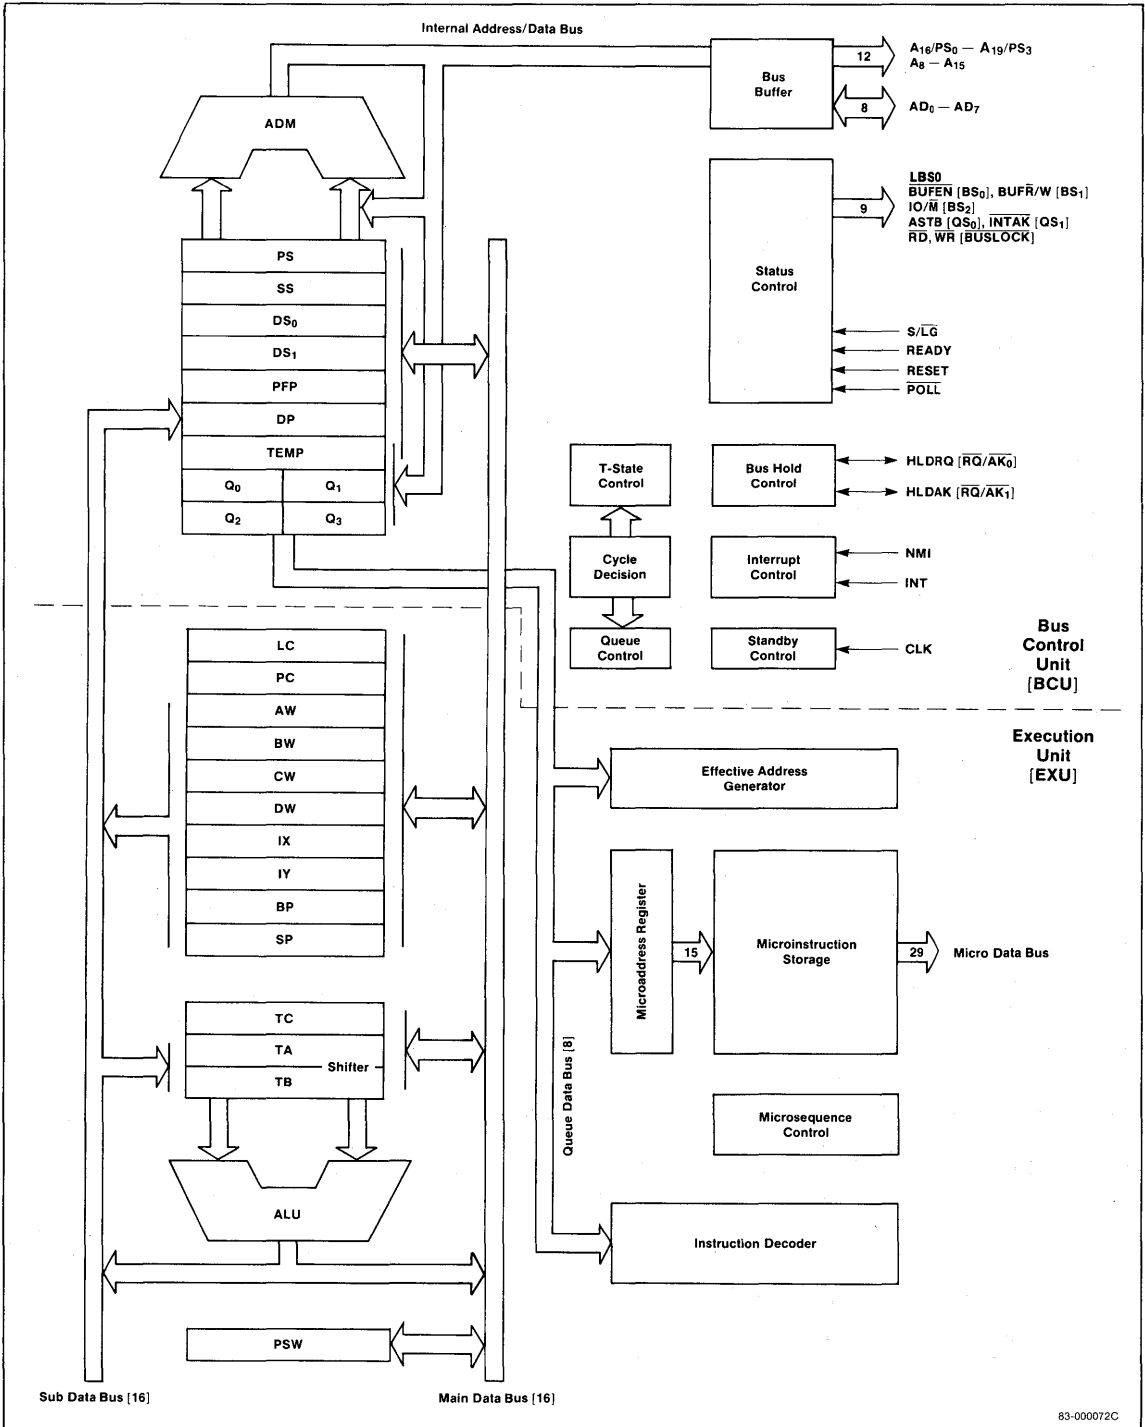 Internal Address/Data Bus
A16/PS0 — A19/PS3
A8 — A15
12
Bus
Buffer
8
AD0 — AD7
ADM
LBS0
BUFEN [BS0], BUFR/W [BS1]
IO/M [BS2]
ASTB [QS0], INTAK [QS1]
RD, WR [BUSLOCK]
9
Status
Control
S/LG
READY
RESET
POLL
PS
SS
DS0
DS1
PFP
DP
TEMP
Q0
Q1
Q2
Q3
T-State
Control
Bus Hold
Control
HLDRQ [RQ/AK0]
HLDAK [RQ/AK1]
Cycle
Decision
Interrupt
Control
NMI
INT
Queue
Control
Standby
Control
CLK
Bus
Control
Unit
[BCU]
Execution
Unit
[EXU]
LC
PC
AW
BW
CW
DW
IX
IY
BP
SP
Effective Address
Generator
Microaddress Register
15
Microinstruction
Storage
29
Micro Data Bus
TC
TA
Shifter
TB
Queue Data Bus [8]
Microsequence
Control
ALU
Instruction Decoder
PSW
Sub Data Bus [16]
Main Data Bus [16]
83-000072C